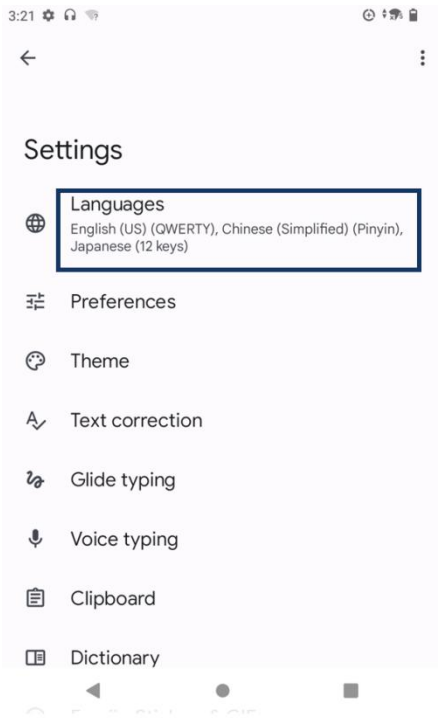 3:21
Settings
Languages
English (US) (QWERTY), Chinese (Simplified) (Pinyin),
Japanese (12 keys)
Preferences
Theme
Text correction
Glide typing
Voice typing
Clipboard
Dictionary